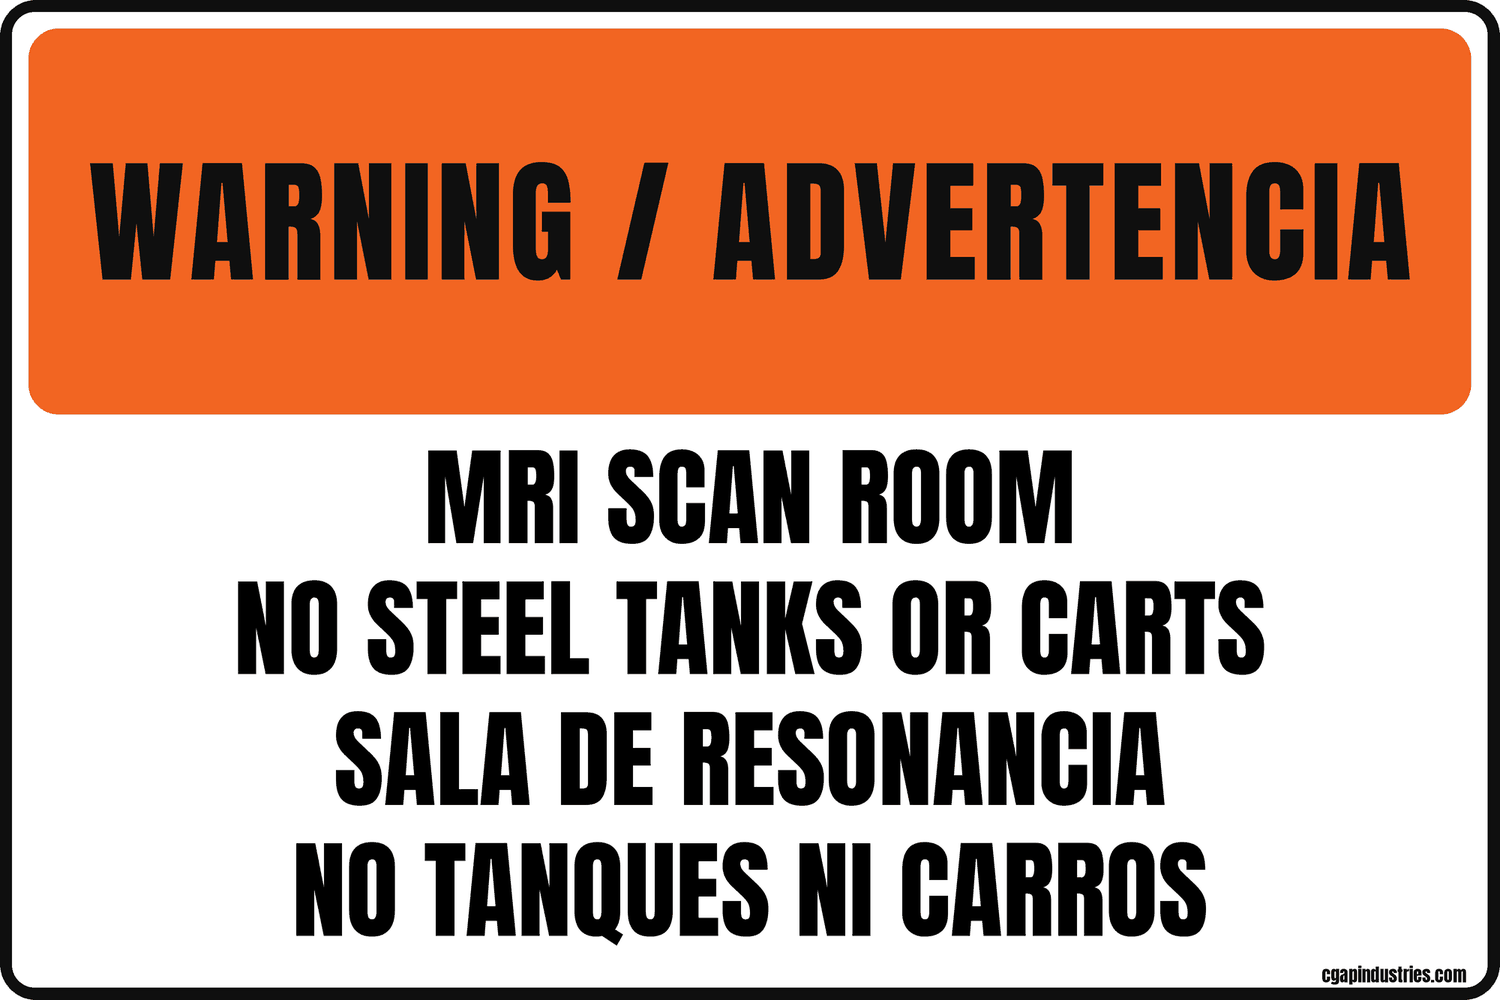 WARNING / ADVERTENCIA
MRI SCAN ROOM
NO STEEL TANKS OR CARTS
SALA DE RESONANCIA
NO TANQUES NI CARROS
cgapindustries.com